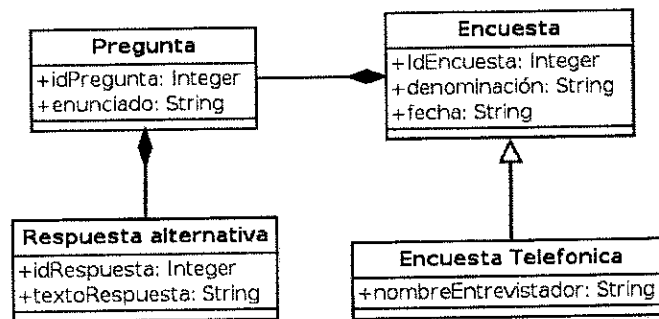 Pregunta
+idPregunta: Integer
+enunciado: String
Encuesta
+IdEncuesta: Integer
+denominación: String
+fecha: String
Respuesta alternativa
+idRespuesta: Integer
+textoRespuesta: String
Encuesta Telefonica
+nombreEntrevistador: String